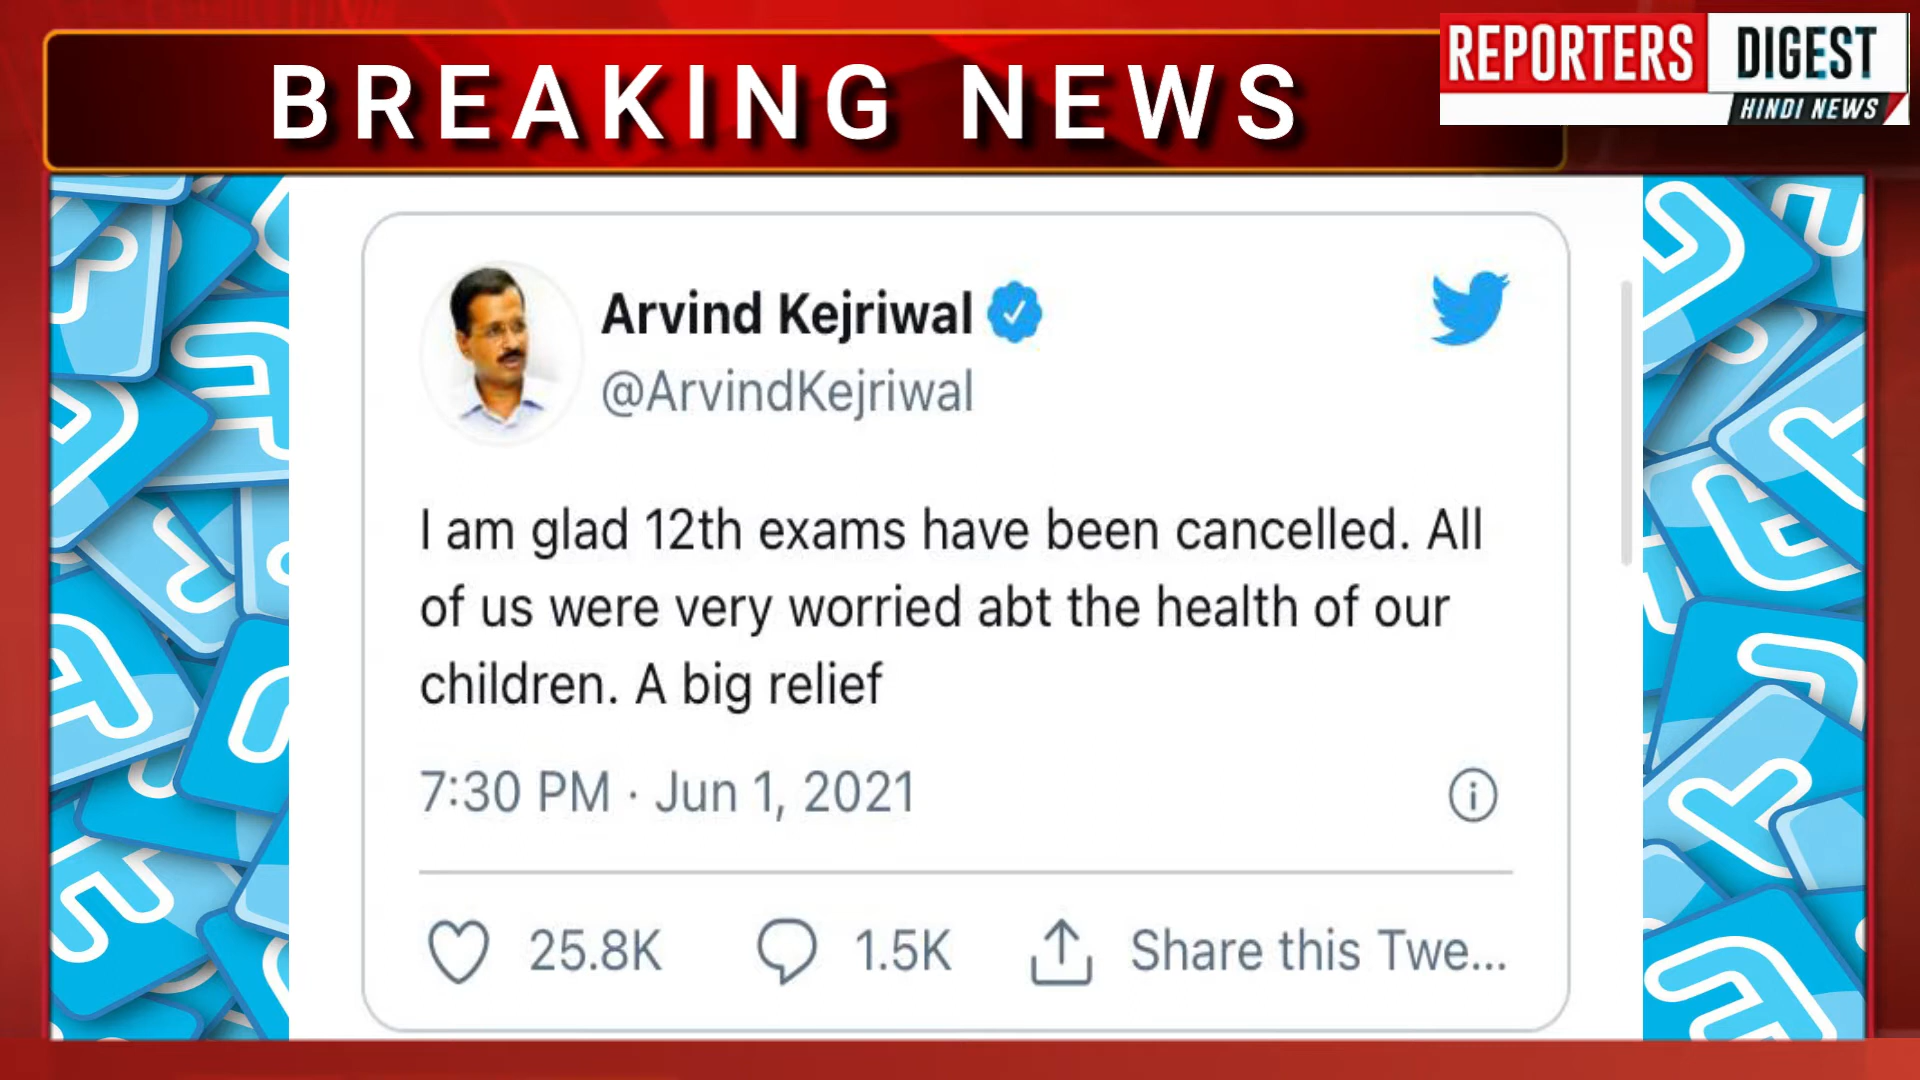 BREAKING NEWS
REPORTERS DIGEST
HINDI NEWS
Arvind Kejriwal
@ArvindKejriwal
I am glad 12th exams have been cancelled. All
of us were very worried abt the health of our
children. A big relief
7:30 PM · Jun 1, 2021
25.8K 1.5K Share this Twe...